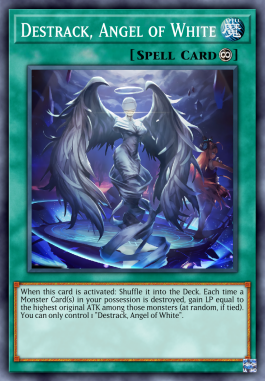 Destrack, Angel of White
[Spell Card]
When this card is activated: Shuffle it into the Deck. Each time a
Monster Card(s) in your possession is destroyed, gain LP equal to
the highest original ATK among those monsters (at random, if tied).
You can only control 1 "Destrack, Angel of White".